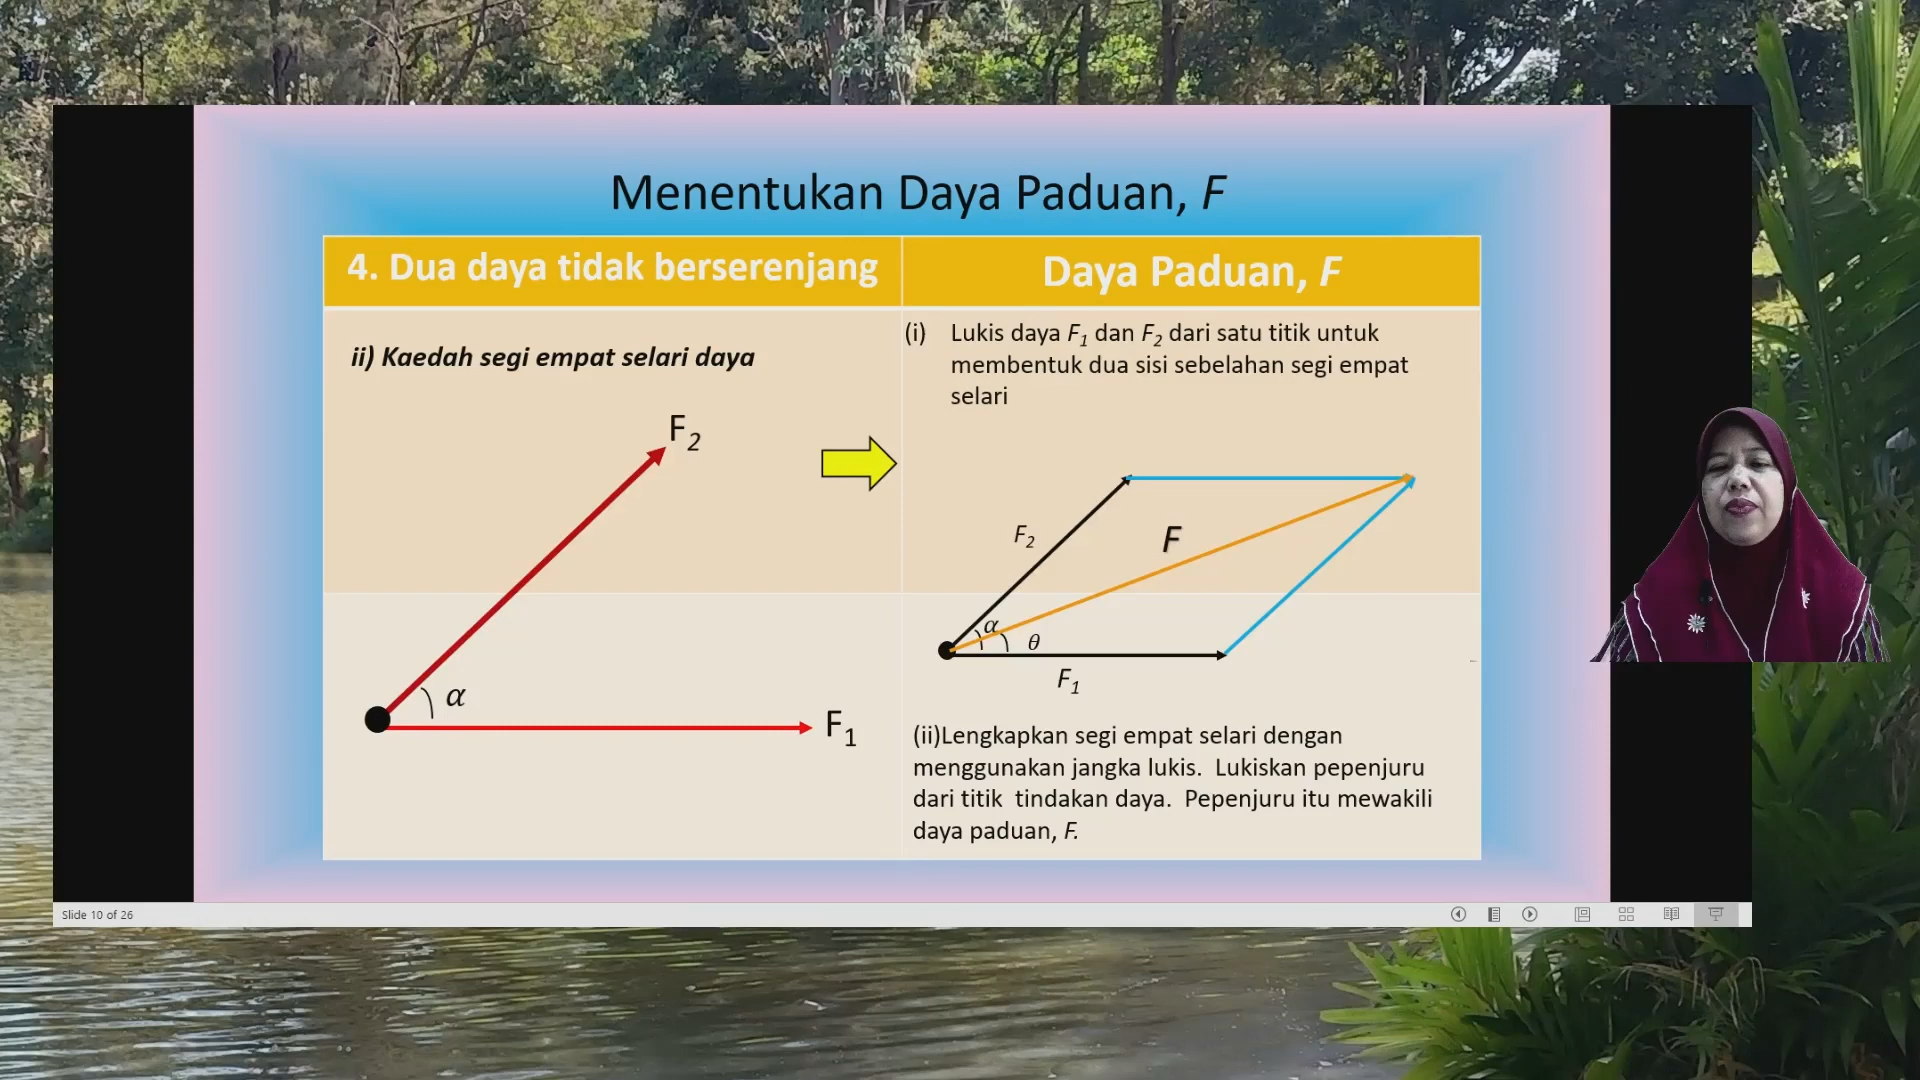 Menentukan Daya Paduan, F
4. Dua daya tidak berserenjang
Daya Paduan, F
ii) Kaedah segi empat selari daya
F2
α
F1
(i) Lukis daya F1 dan F2 dari satu titik untuk
membentuk dua sisi sebelahan segi empat
selari
F2
F
α
θ
F1
(ii)Lengkapkan segi empat selari dengan
menggunakan jangka lukis. Lukiskan pepenjuru
dari titik tindakan daya. Pepenjuru itu mewakili
daya paduan, F.
Slide 10 of 26